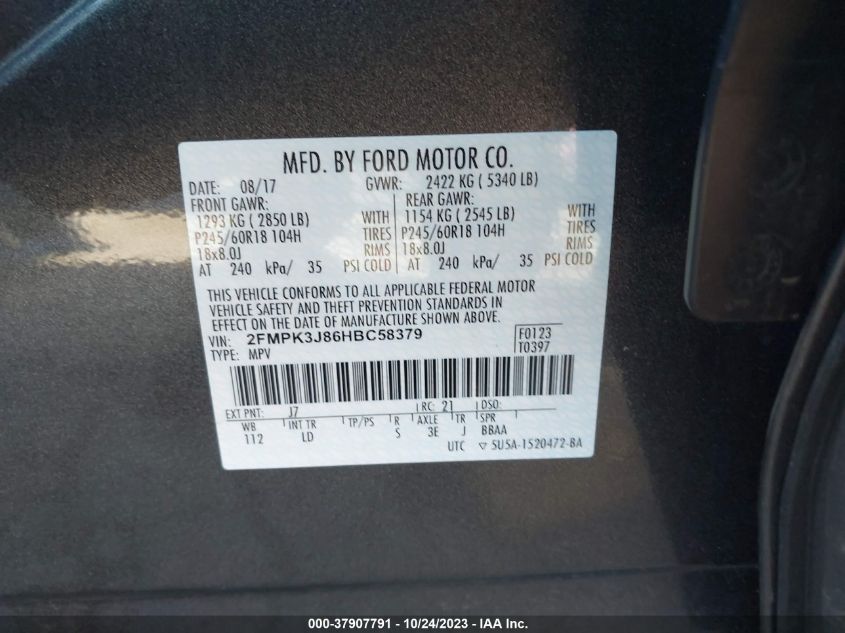 MFD. BY FORD MOTOR CO.
DATE: 08/17 GVWR: 2422 KG ( 5340 LB)
FRONT GAWR: REAR GAWR:
1293 KG ( 2850 LB) WITH 1154 KG ( 2545 LB) WITH
P245/60R18 104H TIRES P245/60R18 104H TIRES
18x8.0J RIMS 18x8.0J RIMS
AT 240 kPa/ 35 PSI COLD AT 240 kPa/ 35 PSI COLD
THIS VEHICLE CONFORMS TO ALL APPLICABLE FEDERAL MOTOR
VEHICLE SAFETY AND THEFT PREVENTION STANDARDS IN
EFFECT ON THE DATE OF MANUFACTURE SHOWN ABOVE.
VIN: 2FMPK3J86HBC58379 F0123
TYPE: MPV T0397
EXT PNT: J7 RC: 21 DSO:
WB INT TR TP/PS R AXLE TR SPR
112 LD S 3E J BBAA
UTC ▽ 5U5A-1520472-BA
000-37907791 - 10/24/2023 - IAA Inc.